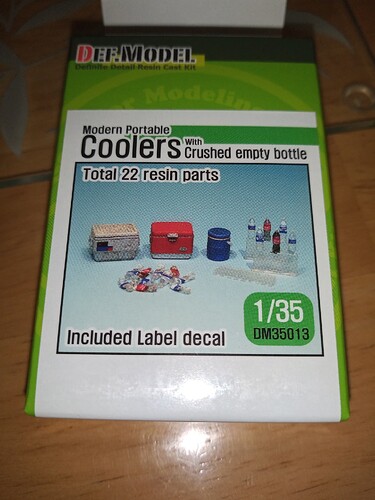 DEF.MODEL
Definite Detail Resin Cast Kit
Modern Portable
Coolers With Crushed empty bottle
Total 22 resin parts
1/35
Included Label decal
DM35013